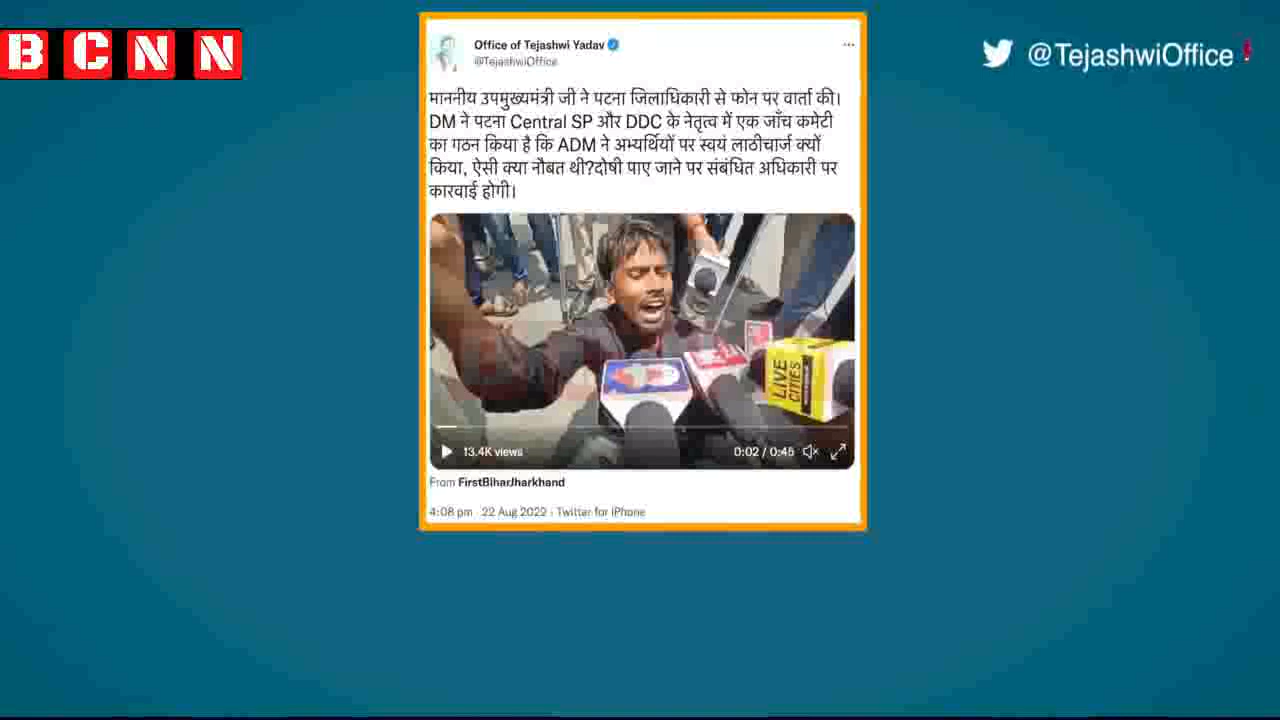 BCNN
Office of Tejashwi Yadav
@TejashwiOffice
@TejashwiOffice
माननीय उपमुख्यमंत्री जी ने पटना जिलाधिकारी से फोन पर वार्ता की।
DM ने पटना Central SP और DDC के नेतृत्व में एक जाँच कमेटी
का गठन किया है कि ADM ने अभ्यर्थियों पर स्वयं लाठीचार्ज क्यों
किया, ऐसी क्या नौबत थी?दोषी पाए जाने पर संबंधित अधिकारी पर
कारवाई होगी।
LIVE
CITIES
13.4K views
0:02 / 0:45
From FirstBiharJharkhand
4:08 pm · 22 Aug 2022 · Twitter for iPhone